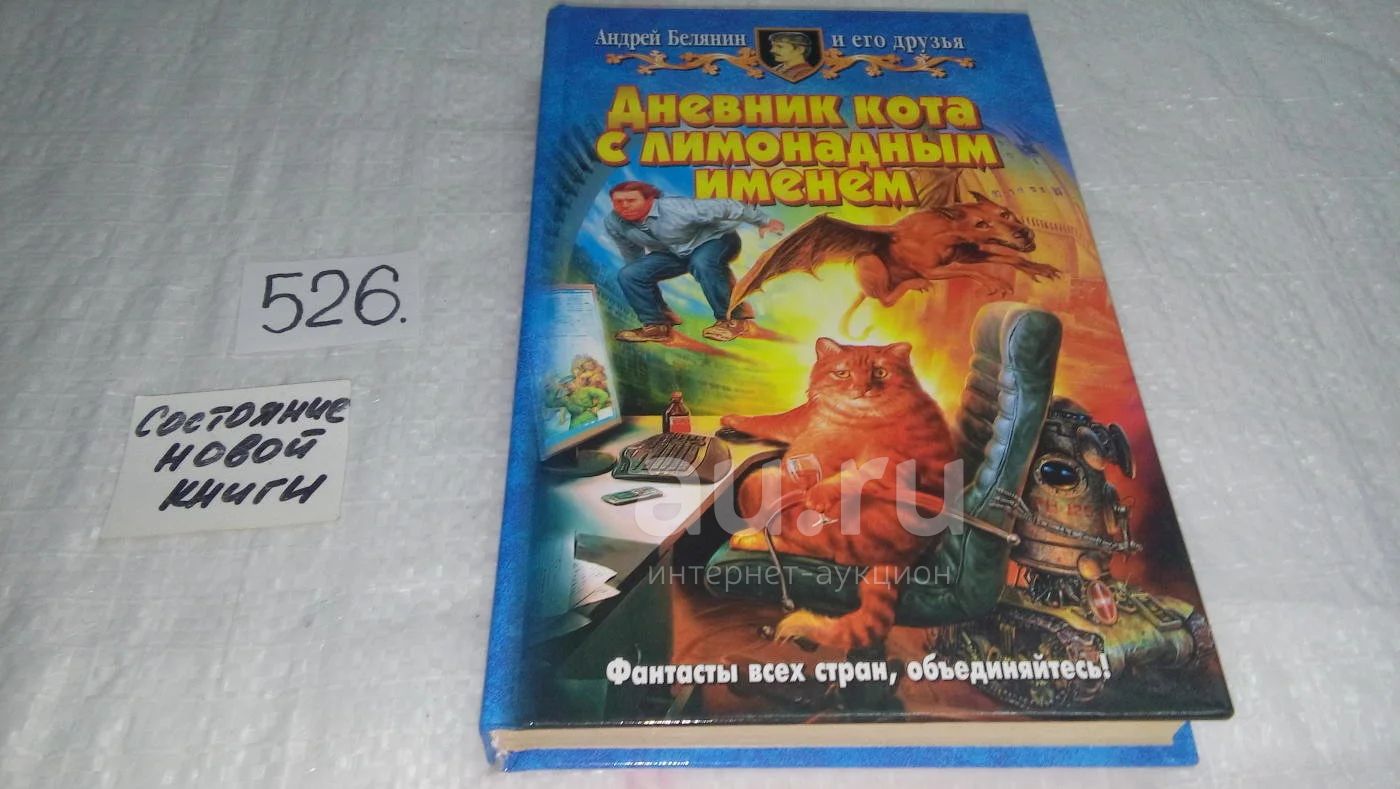 Андрей Белянин и его друзья
Дневник кота
с лимонадным
именем
526.
Состояние
новой
книги
au.ru
интернет-аукцион
Фантасты всех стран, объединяйтесь!